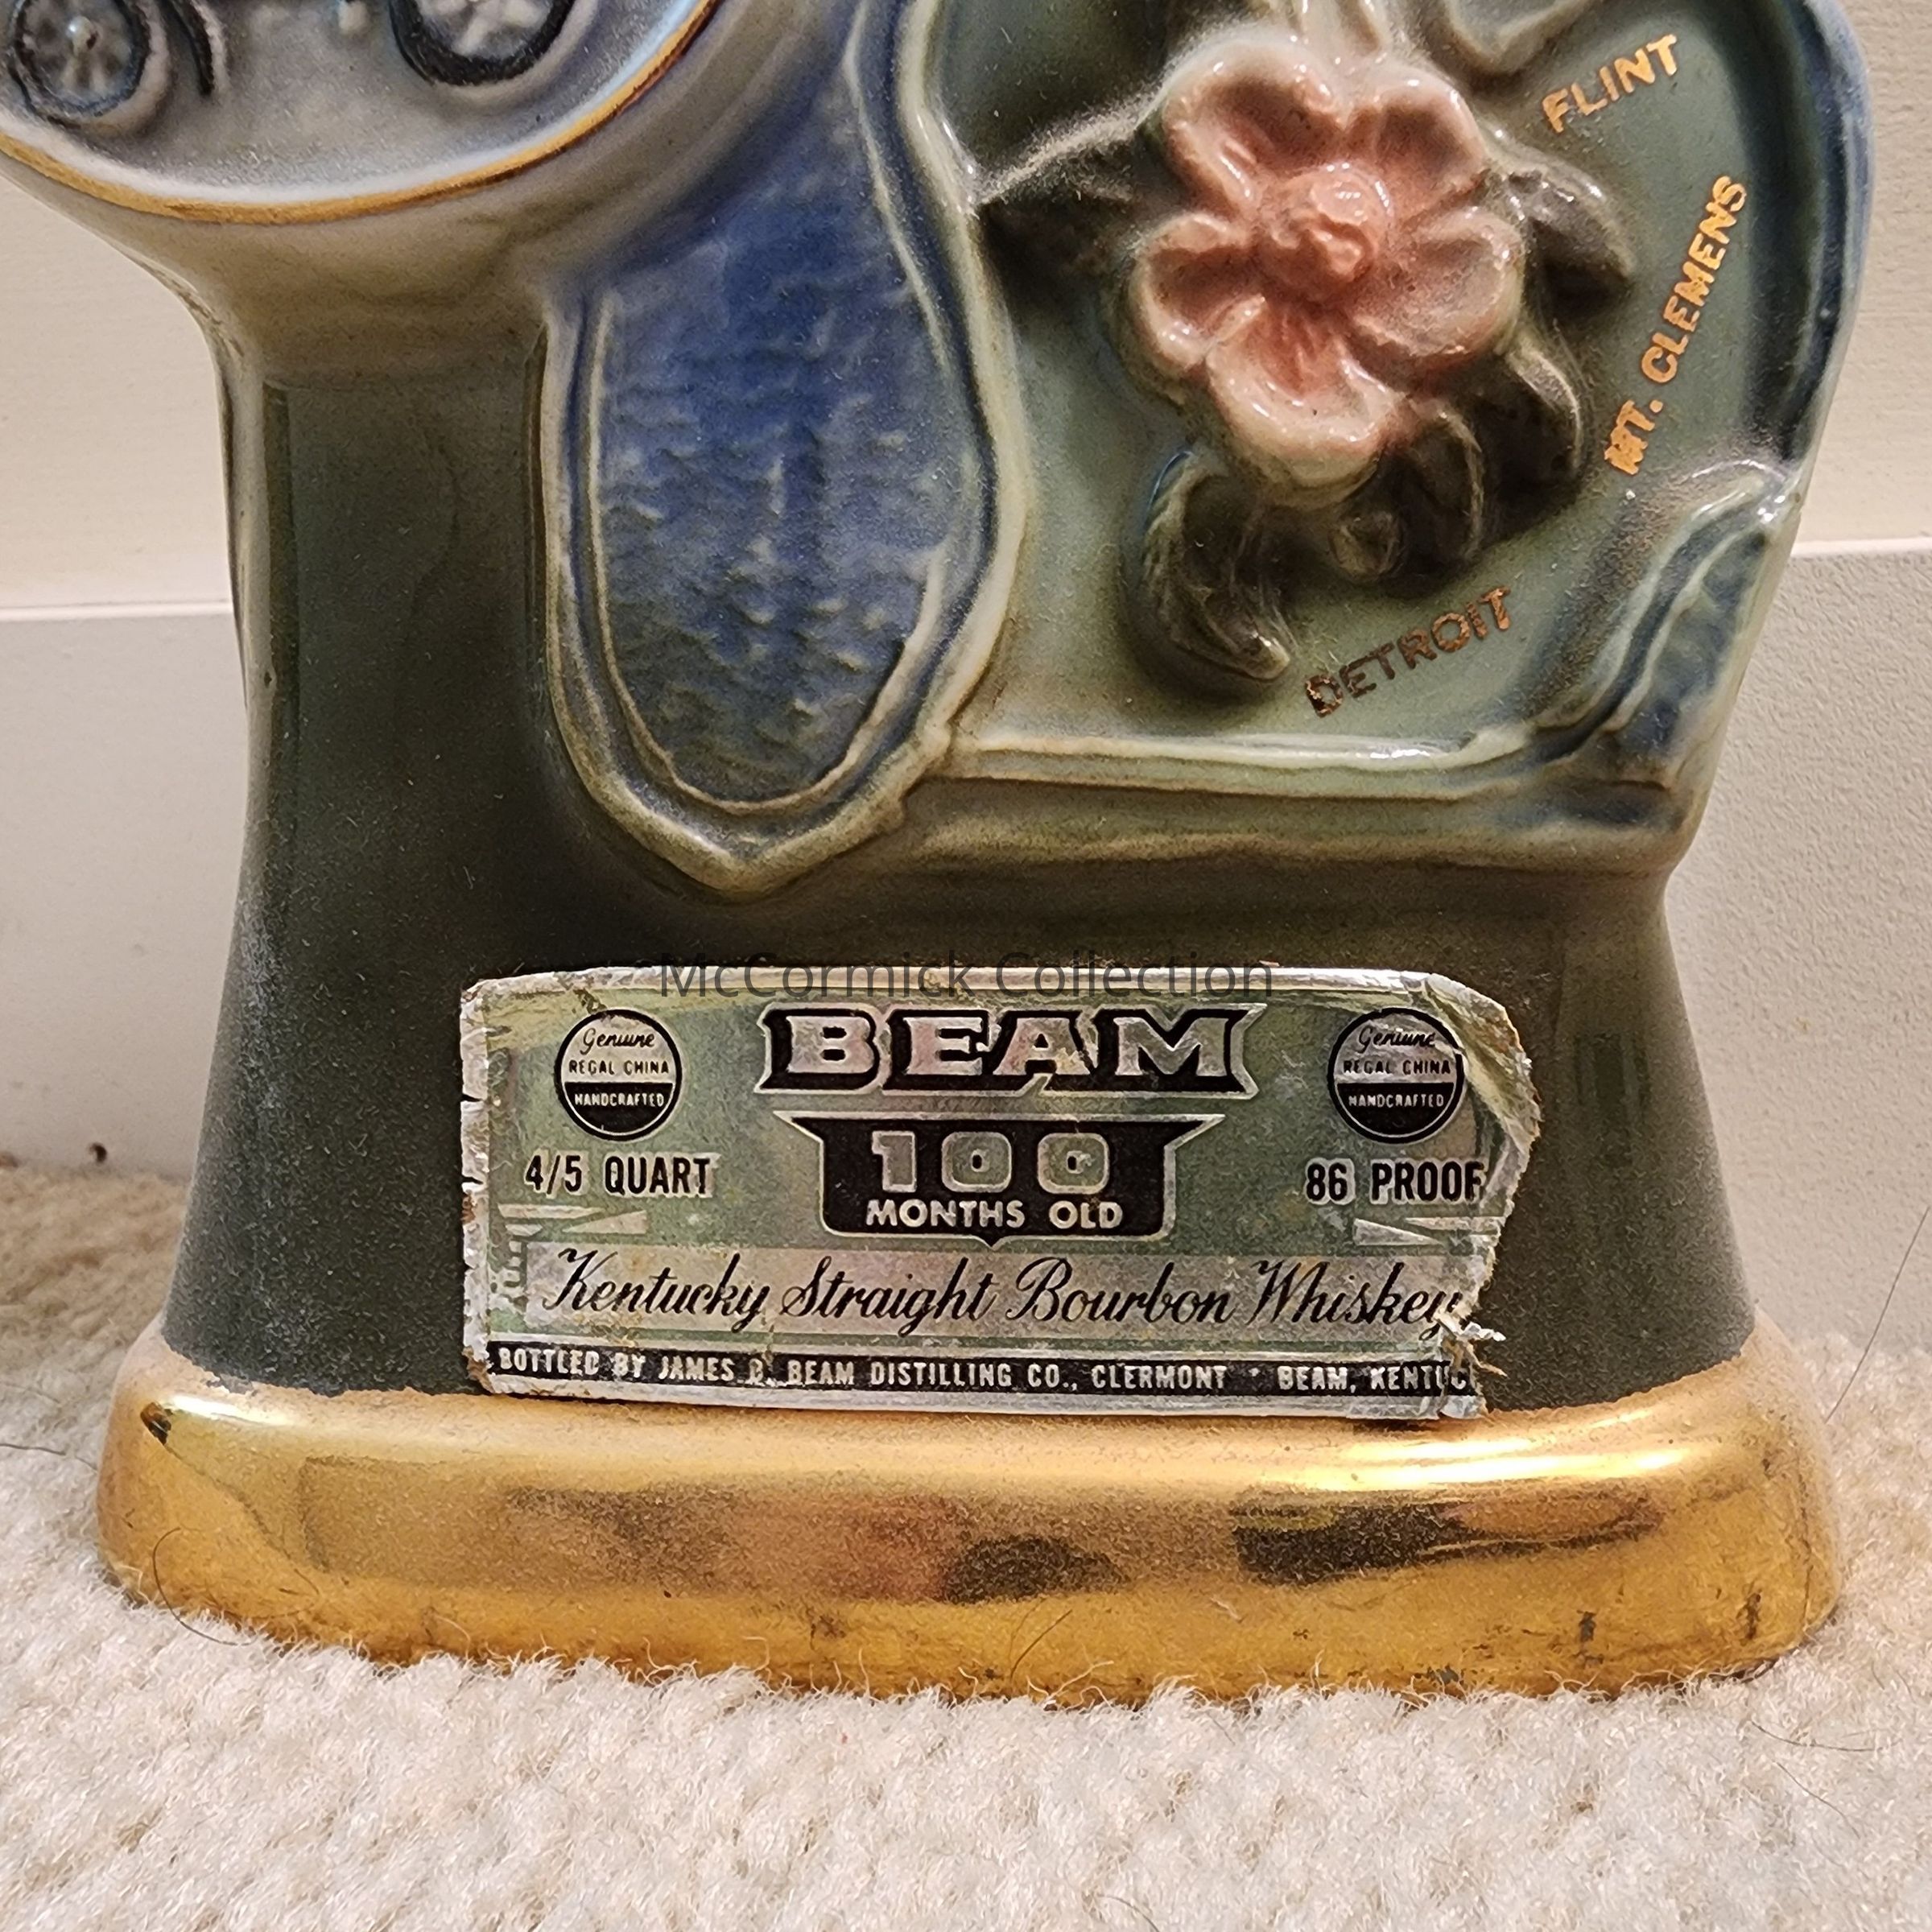 FLINT
MT. CLEMENS
DETROIT
McCormick Collection
BEAM
Genuine
REGAL CHINA
HANDCRAFTED
Genuine
REGAL CHINA
HANDCRAFTED
4/5 QUART
100
MONTHS OLD
86 PROOF
Kentucky Straight Bourbon Whiskey
BOTTLED BY JAMES B. BEAM DISTILLING CO., CLERMONT · BEAM, KENTUC